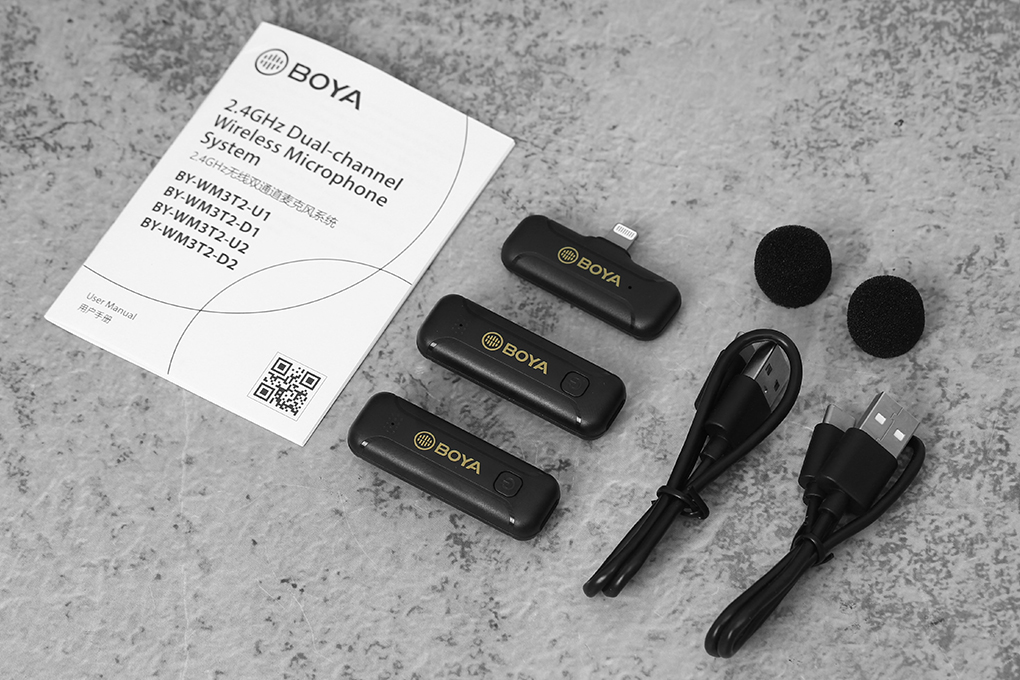 BOYA
2.4GHz Dual-channel
Wireless Microphone
System
2.4GHz无线双通道麦克风系统
BY-WM3T2-U1
BY-WM3T2-D1
BY-WM3T2-U2
BY-WM3T2-D2
User Manual
用户手册
BOYA
BOYA
BOYA